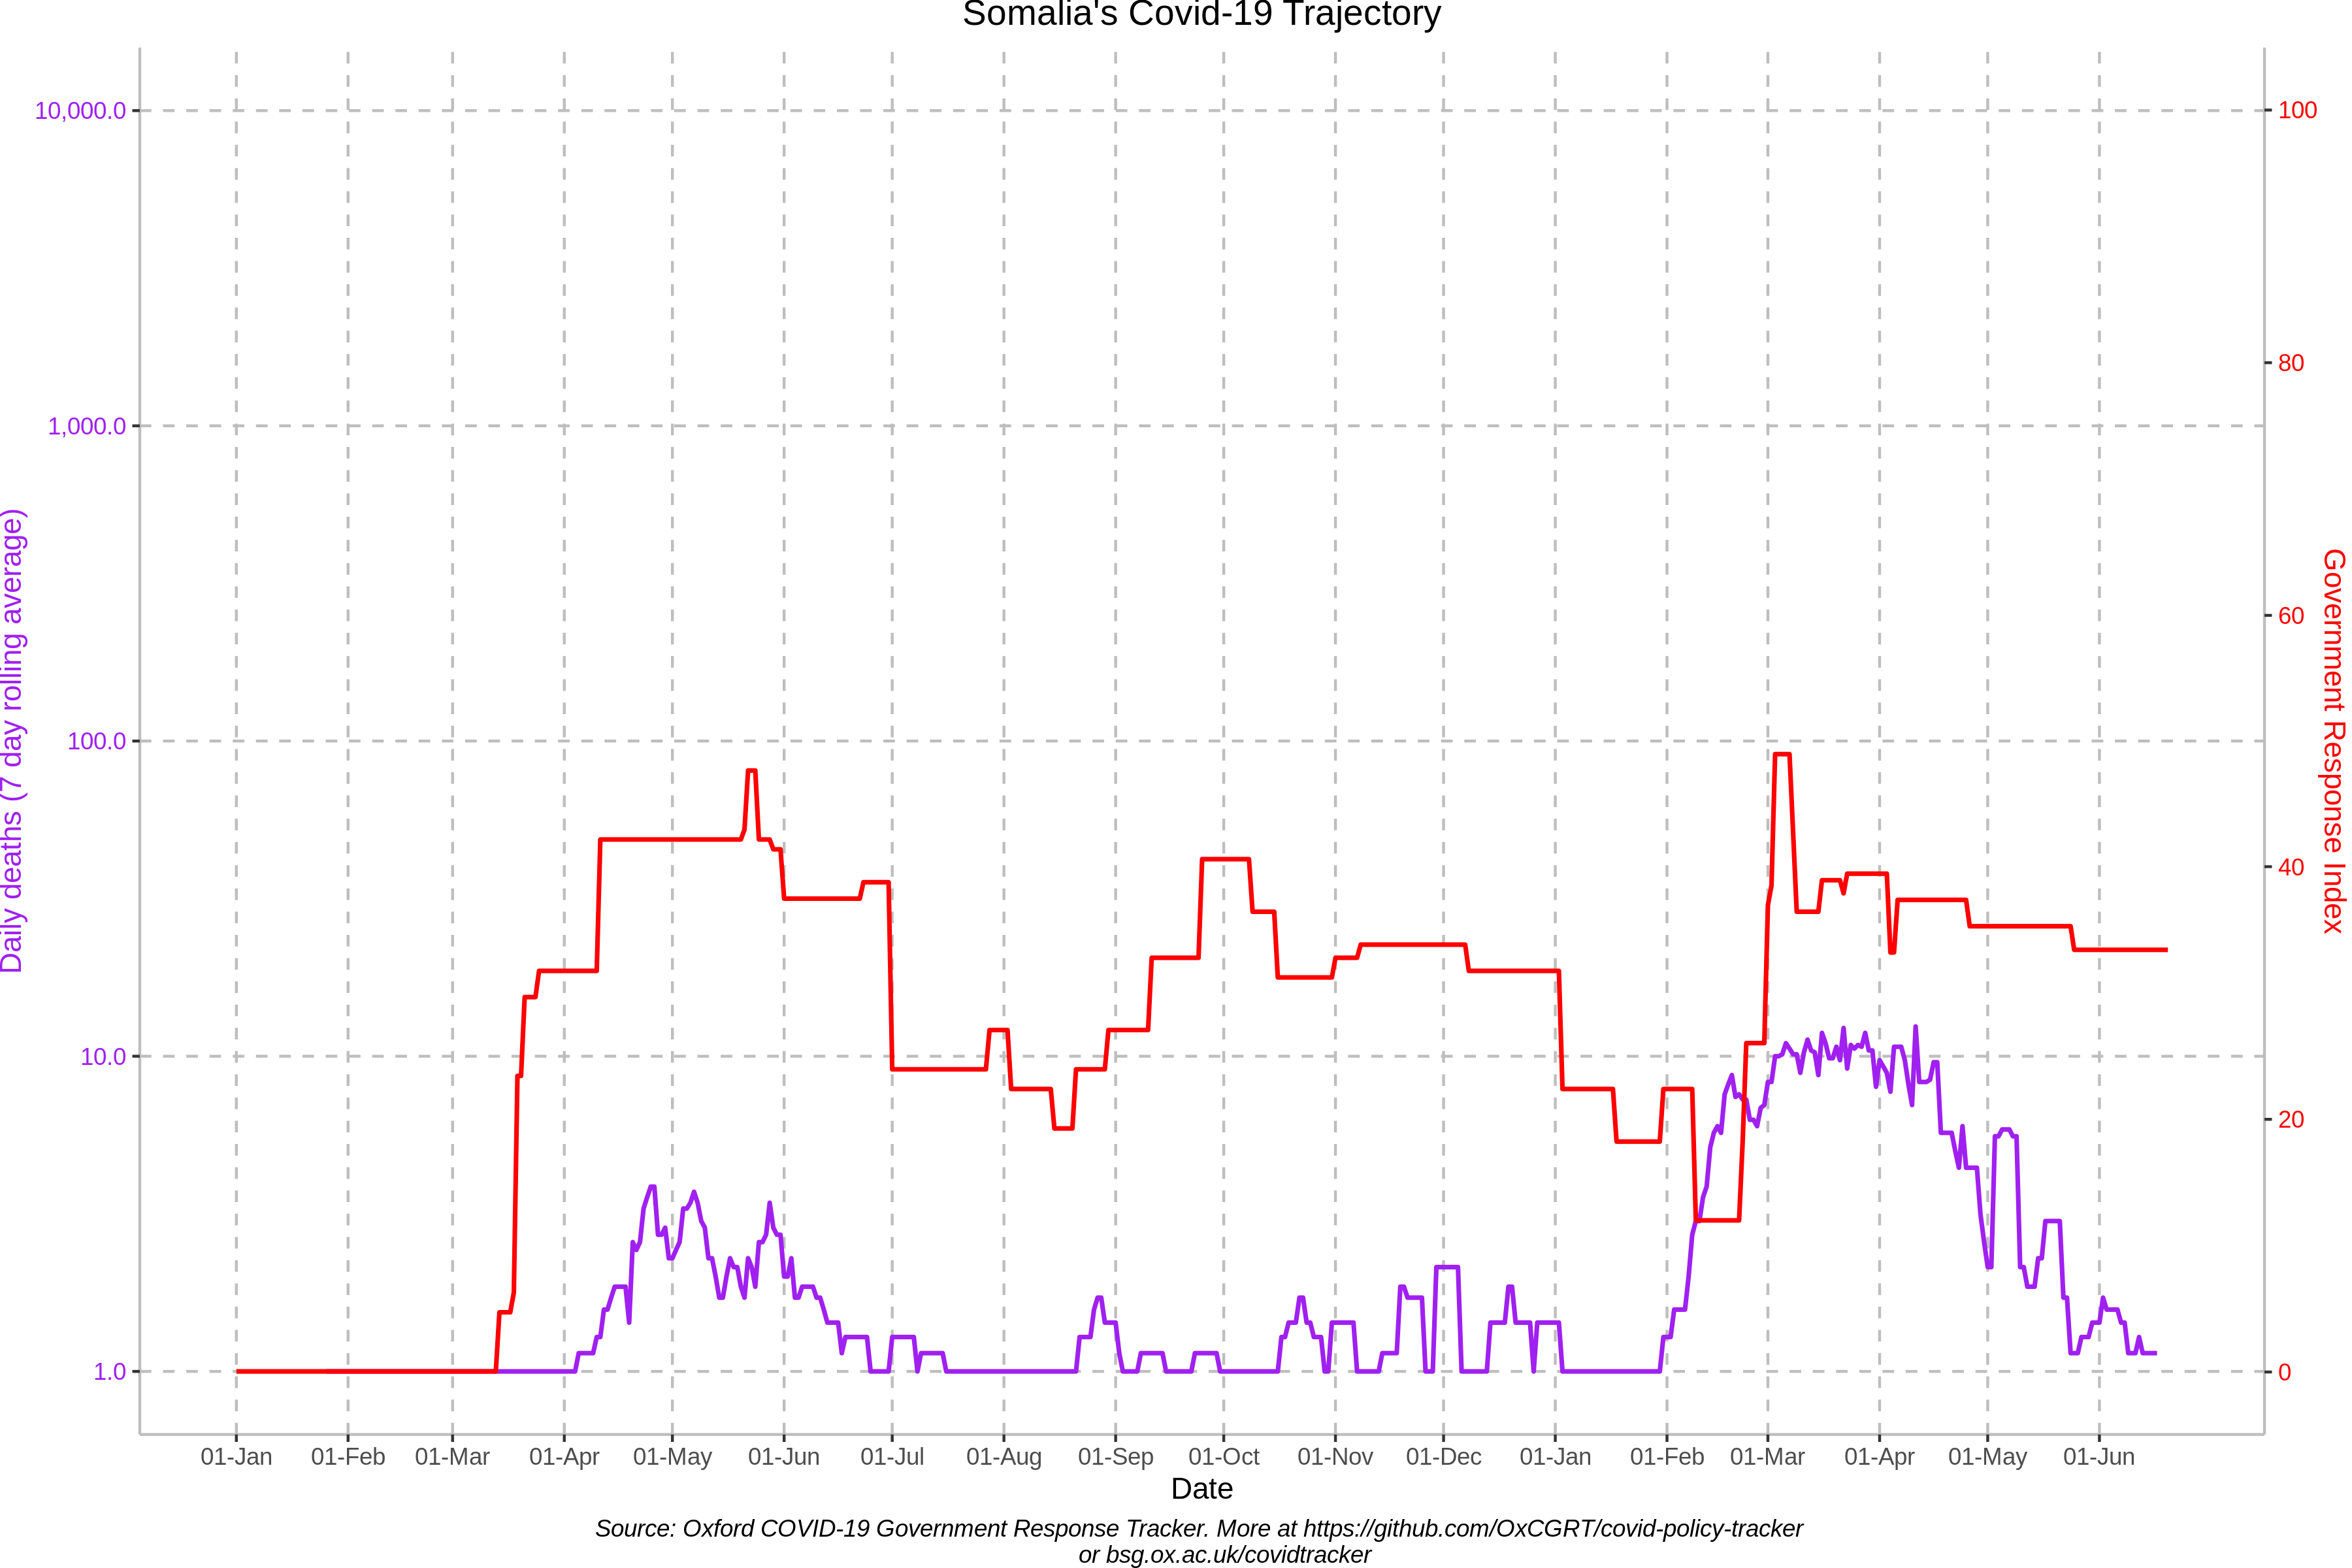 Somalia's Covid-19 Trajectory
10,000.0
1,000.0
100.0
10.0
1.0
Daily deaths (7 day rolling average)
100
80
60
40
20
0
Government Response Index
01-Jan 01-Feb 01-Mar 01-Apr 01-May 01-Jun 01-Jul 01-Aug 01-Sep 01-Oct 01-Nov 01-Dec 01-Jan 01-Feb 01-Mar 01-Apr 01-May 01-Jun
Date
Source: Oxford COVID-19 Government Response Tracker. More at https://github.com/OxCGRT/covid-policy-tracker
or bsg.ox.ac.uk/covidtracker